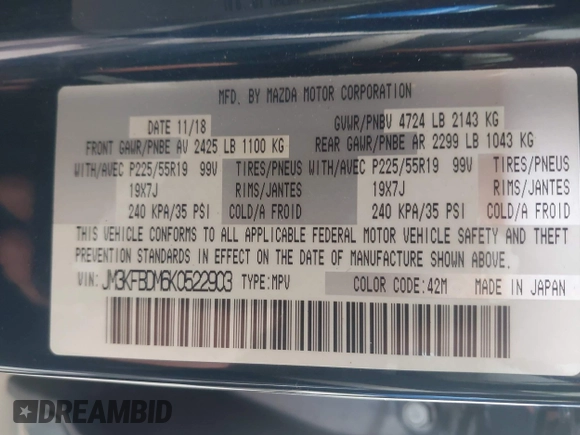 MFD. BY MAZDA MOTOR CORPORATION
DATE 11/18 GVWR/PNBV 4724 LB 2143 KG
FRONT GAWR/PNBE AV 2425 LB 1100 KG REAR GAWR/PNBE AR 2299 LB 1043 KG
WITH/AVEC P225/55R19 99V TIRES/PNEUS WITH/AVEC P225/55R19 99V TIRES/PNEUS
19X7J RIMS/JANTES 19X7J RIMS/JANTES
240 KPA/35 PSI COLD/A FROID 240 KPA/35 PSI COLD/A FROID
THIS VEHICLE CONFORMS TO ALL APPLICABLE FEDERAL MOTOR VEHICLE SAFETY AND THEFT
PREVENTION STANDARDS IN EFFECT ON THE DATE OF MANUFACTURE SHOWN ABOVE.
VIN: JM3KFBDM6K0522903 TYPE: MPV COLOR CODE: 42M MADE IN JAPAN
DREAMBID